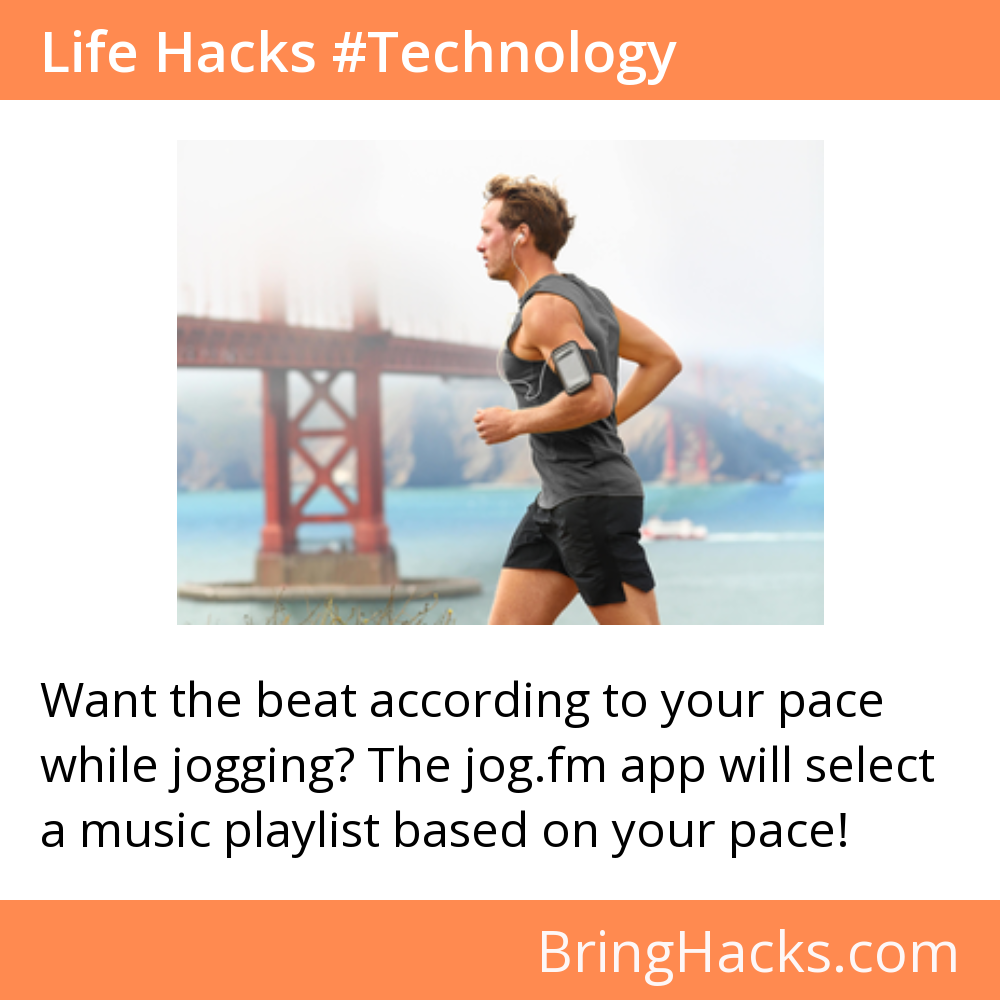 Life Hacks #Technology
Want the beat according to your pace
while jogging? The jog.fm app will select
a music playlist based on your pace!
BringHacks.com